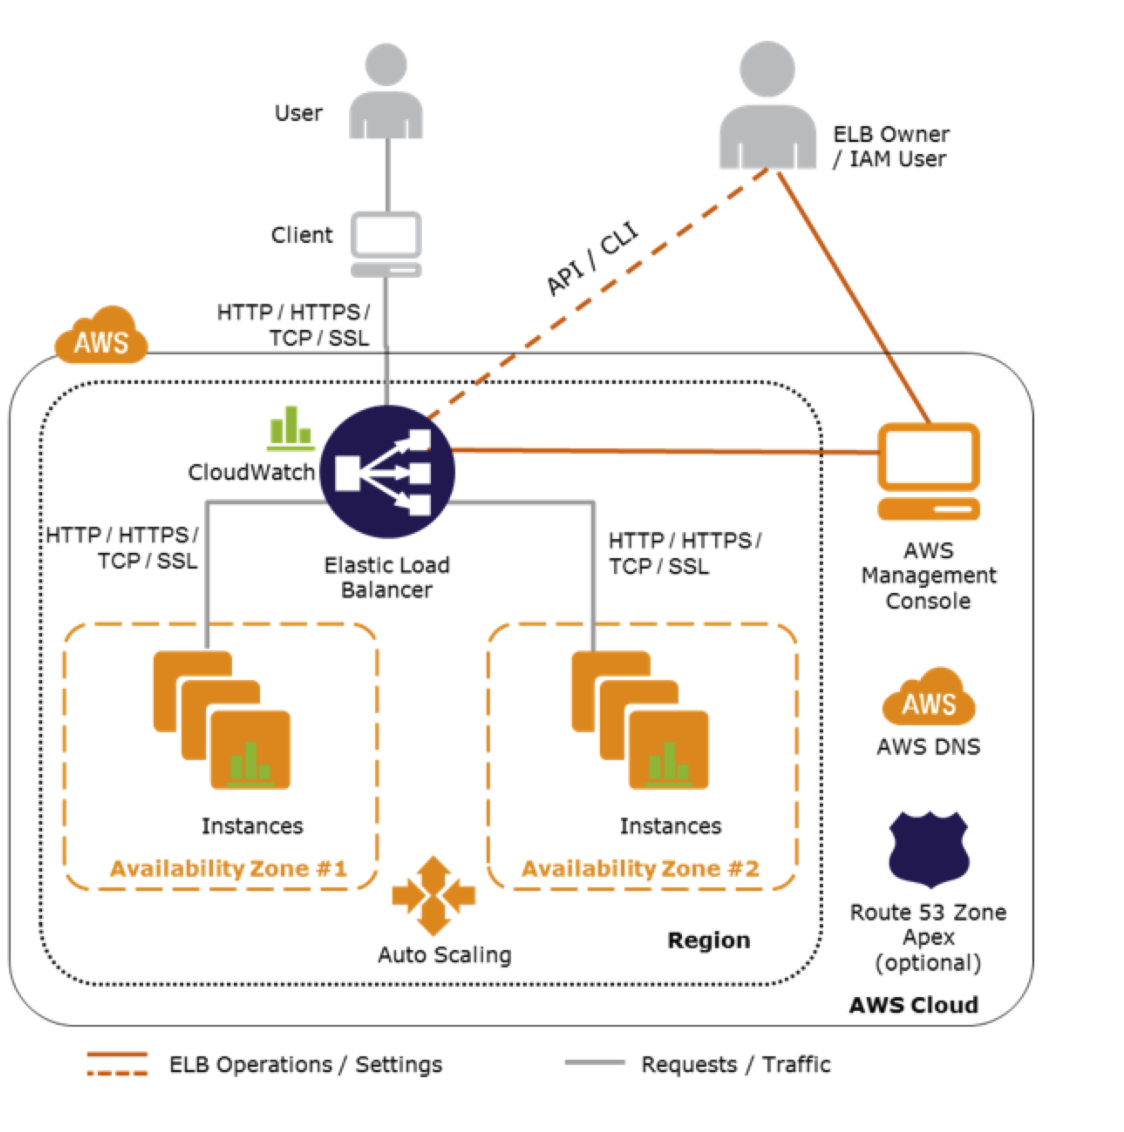 User
ELB Owner
/ IAM User
Client
API / CLI
HTTP / HTTPS /
TCP / SSL
AWS
CloudWatch
HTTP / HTTPS /
TCP / SSL
Elastic Load
Balancer
HTTP / HTTPS /
TCP / SSL
AWS
Management
Console
AWS
AWS DNS
Instances
Availability Zone #1
Instances
Availability Zone #2
Auto Scaling
Region
Route 53 Zone
Apex
(optional)
AWS Cloud
ELB Operations / Settings
Requests / Traffic